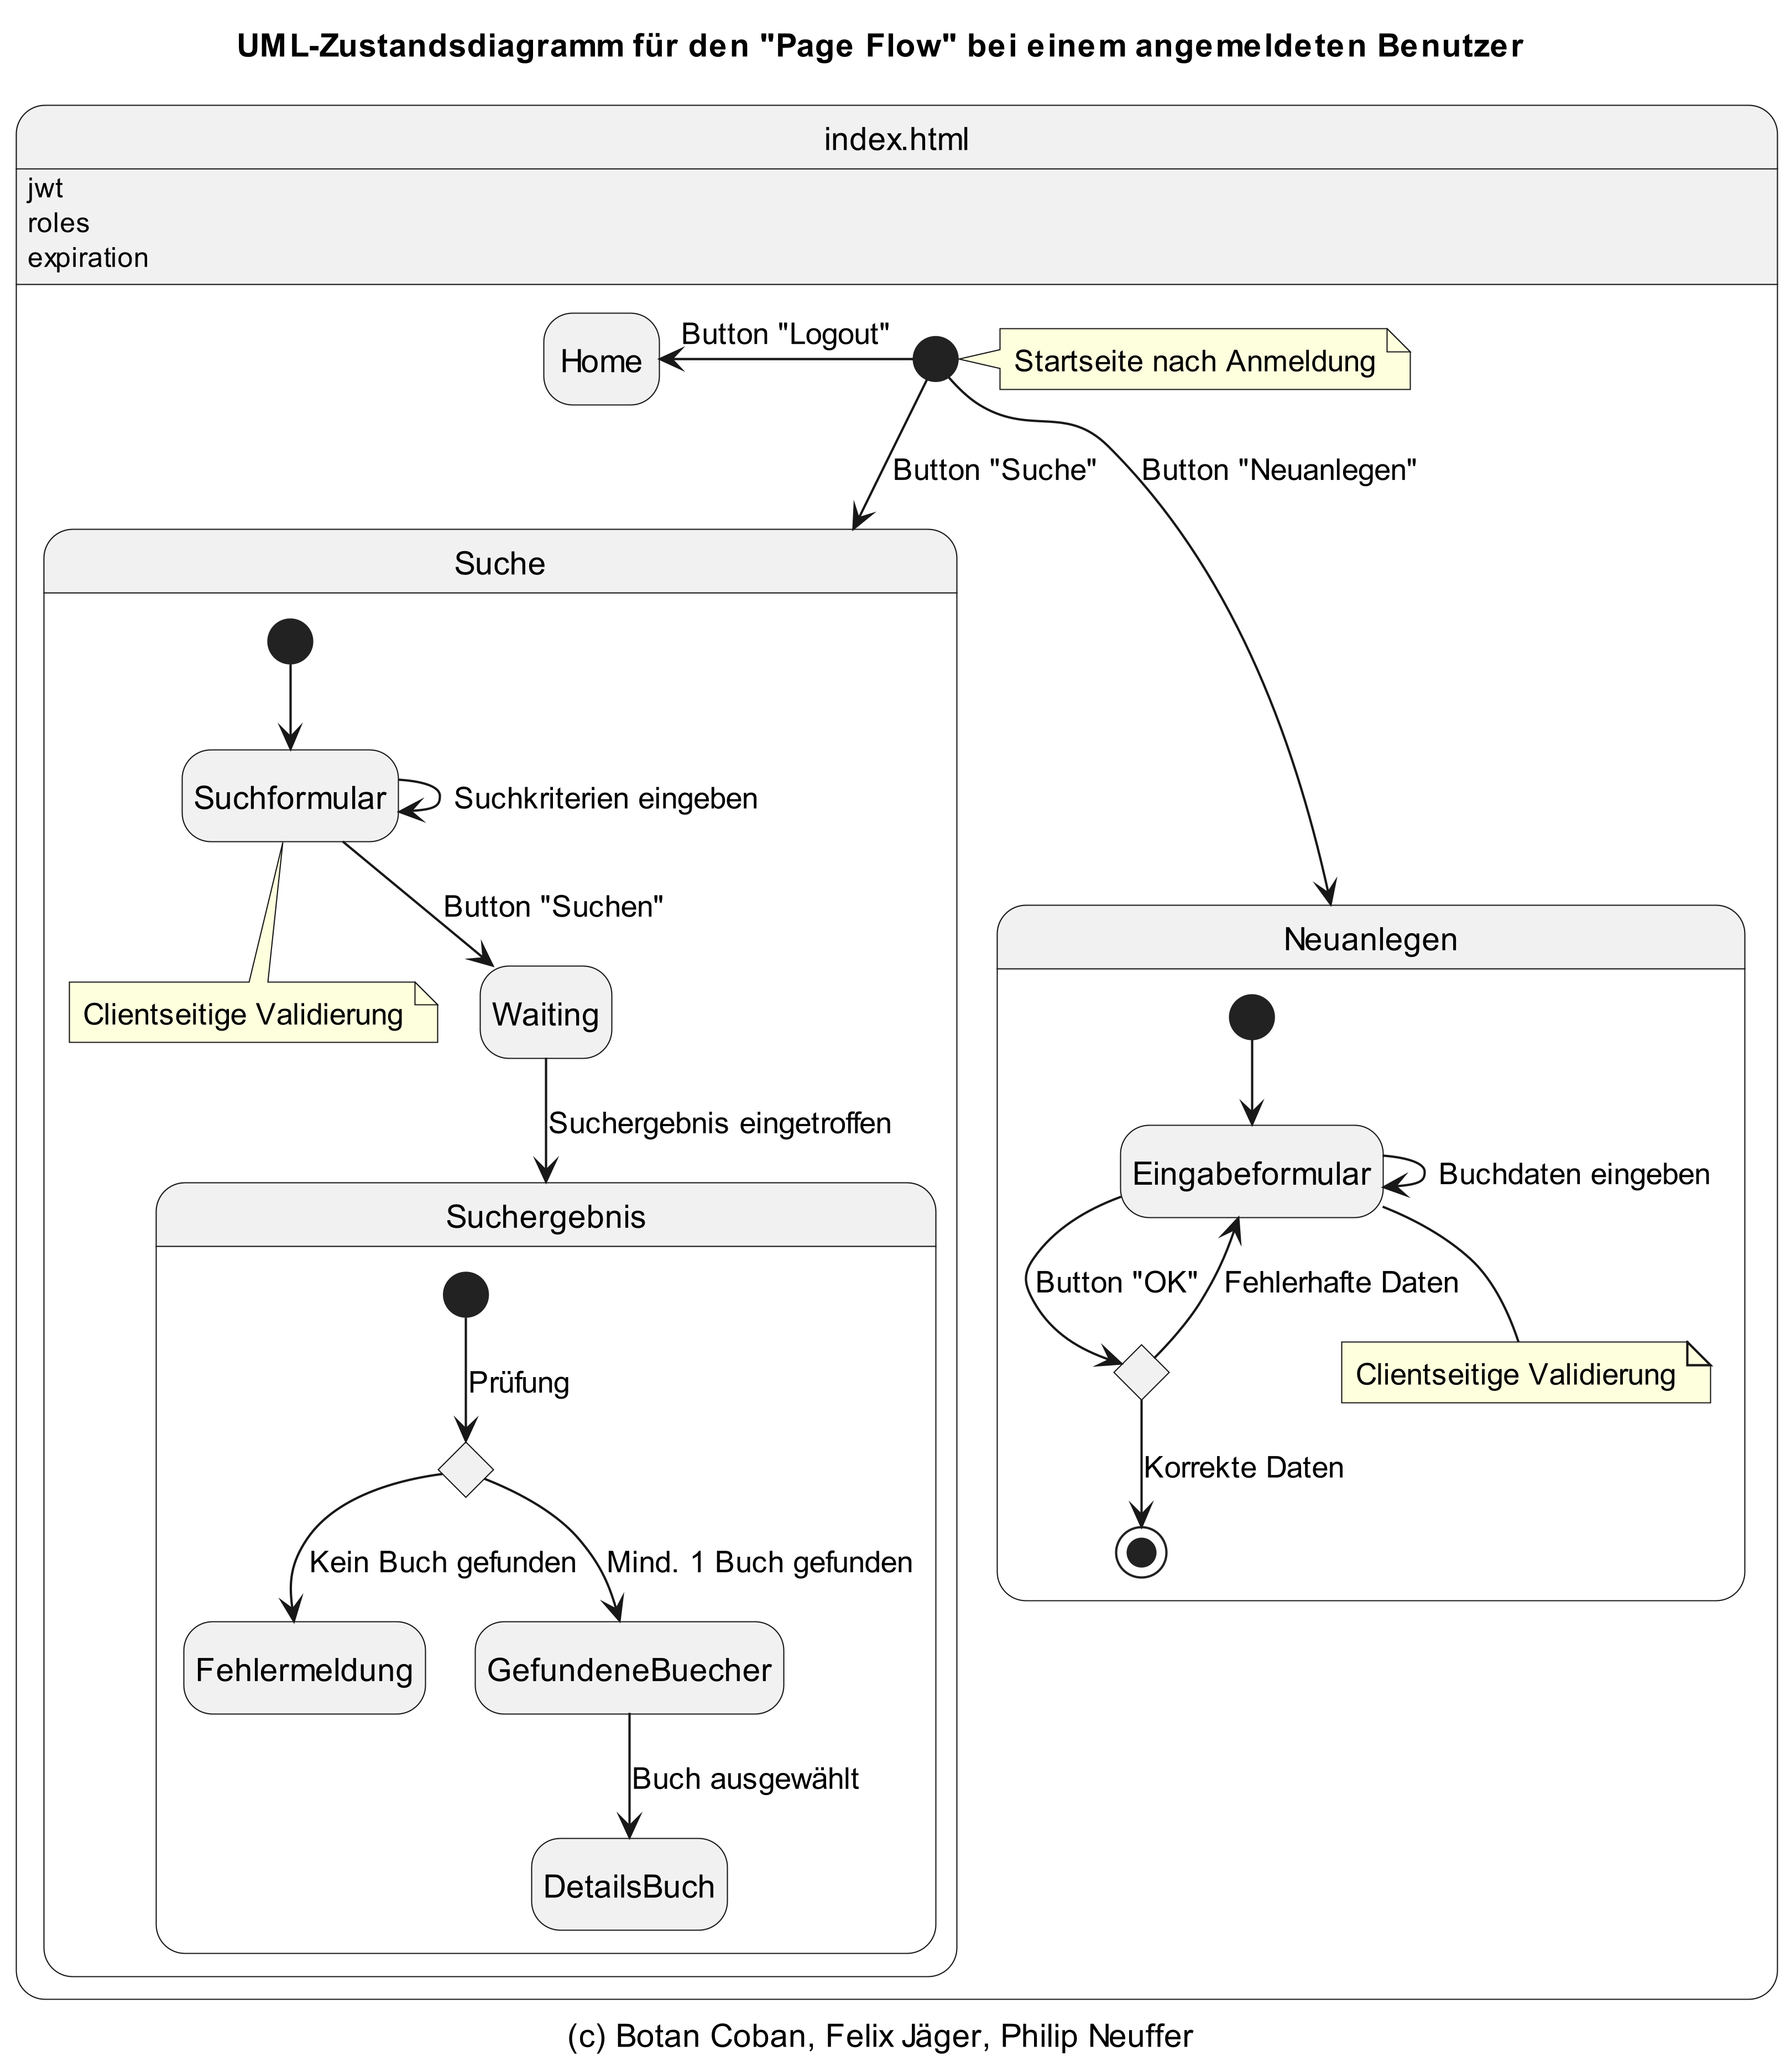 UML-Zustandsdiagramm für den "Page Flow" bei einem angemeldeten Benutzer
index.html
jwt
roles
expiration
Home
Button "Logout"
Startseite nach Anmeldung
Button "Suche"
Button "Neuanlegen"
Suche
Suchformular
Suchkriterien eingeben
Button "Suchen"
Clientseitige Validierung
Waiting
Suchergebnis eingetroffen
Suchergebnis
Prüfung
Kein Buch gefunden
Mind. 1 Buch gefunden
Fehlermeldung
GefundeneBuecher
Buch ausgewählt
DetailsBuch
Neuanlegen
Eingabeformular
Buchdaten eingeben
Button "OK"
Fehlerhafte Daten
Clientseitige Validierung
Korrekte Daten
(c) Botan Coban, Felix Jäger, Philip Neuffer